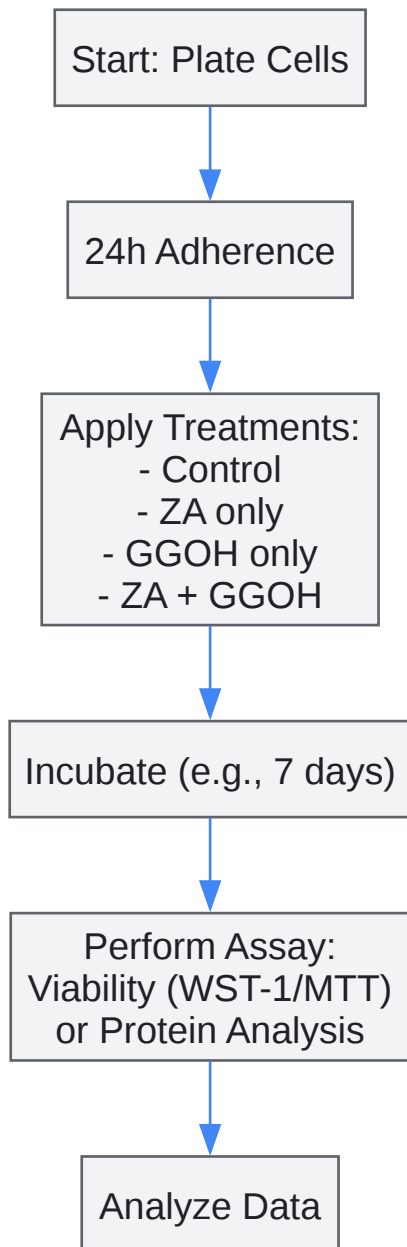 Start: Plate Cells
24h Adherence
Apply Treatments:
- Control
- ZA only
- GGOH only
- ZA + GGOH
Incubate (e.g., 7 days)
Perform Assay:
Viability (WST-1/MTT)
or Protein Analysis
Analyze Data